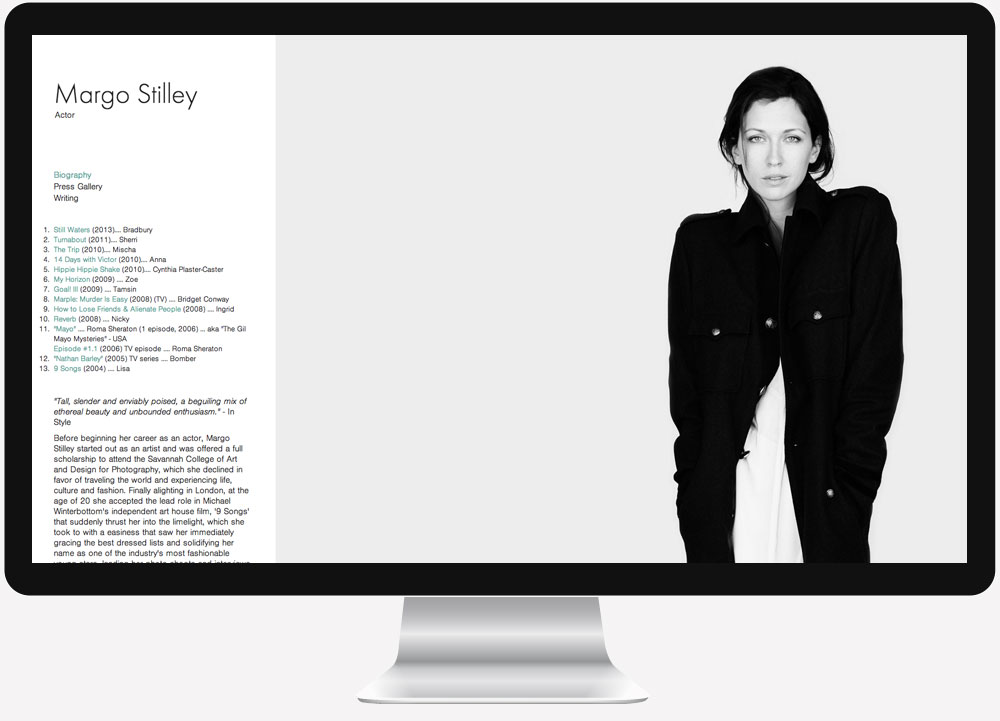 Margo Stilley
Actor
Biography
Press Gallery
Writing
1. Still Waters (2013).... Bradbury
2. Turnabout (2011).... Sherri
3. The Trip (2010).... Mischa
4. 14 Days with Victor (2010).... Anna
5. Hippie Hippie Shake (2010).... Cynthia Plaster-Caster
6. My Horizon (2009) .... Zoe
7. Goal! III (2009) .... Tamsin
8. Marple: Murder Is Easy (2008) (TV) .... Bridget Conway
9. How to Lose Friends & Alienate People (2008) .... Ingrid
10. Reverb (2008) .... Nicky
11. "Mayo" .... Roma Sheraton (1 episode, 2006) ... aka "The Gil
Mayo Mysteries" - USA
Episode #1.1 (2006) TV episode .... Roma Sheraton
12. "Nathan Barley" (2005) TV series .... Bomber
13. 9 Songs (2004) .... Lisa
"Tall, slender and enviably poised, a beguiling mix of
ethereal beauty and unbounded enthusiasm." - In
Style
Before beginning her career as an actor, Margo
Stilley started out as an artist and was offered a full
scholarship to attend the Savannah College of Art
and Design for Photography, which she declined in
favor of traveling the world and experiencing life,
culture and fashion. Finally alighting in London, at the
age of 20 she accepted the lead role in Michael
Winterbottom's independent art house film, '9 Songs'
that suddenly thrust her into the limelight, which she
took to with a easiness that saw her immediately
gracing the best dressed lists and solidifying her
name as one of the industry's most fashionable